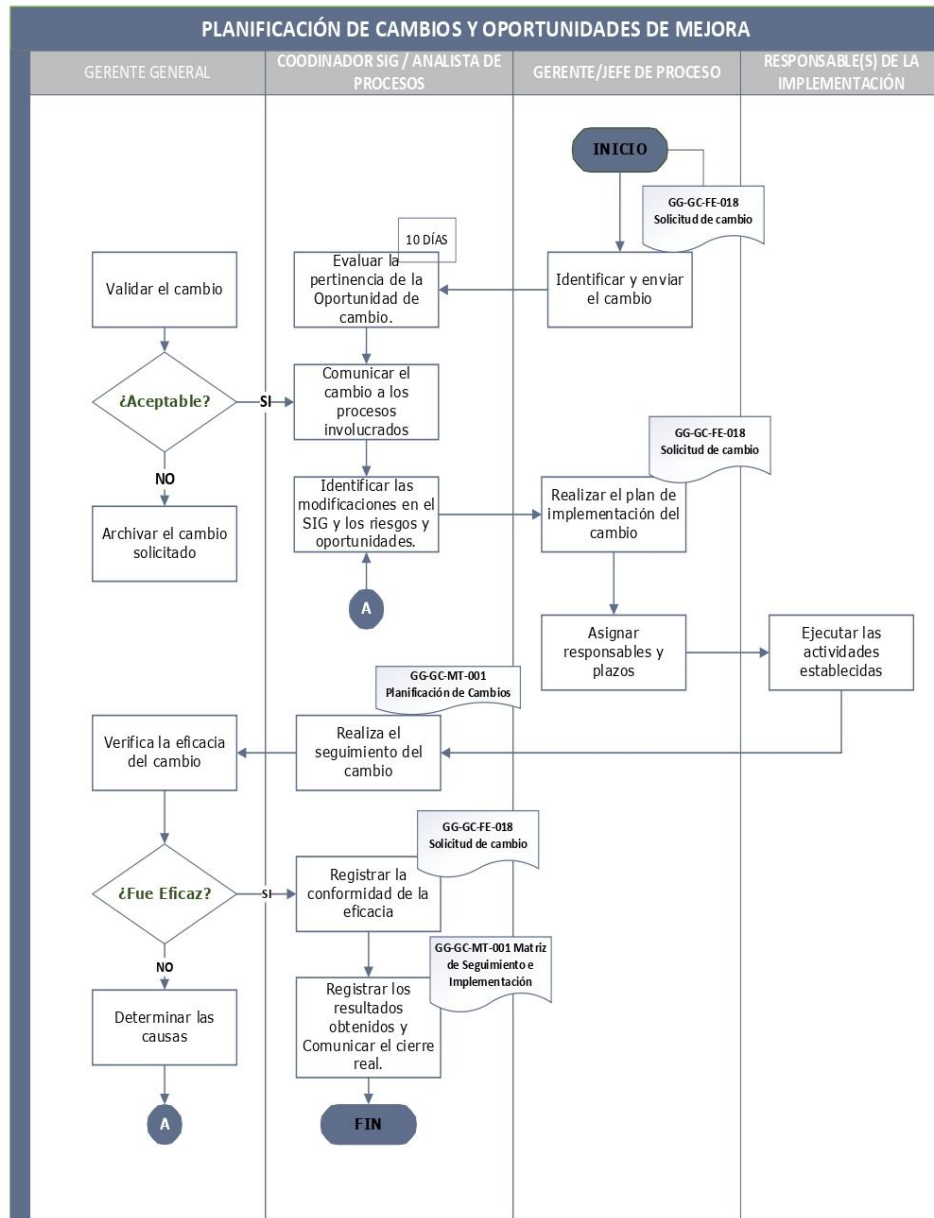 PLANIFICACIÓN DE CAMBIOS Y OPORTUNIDADES DE MEJORA
GERENTE GENERAL
COODINADOR SIG / ANALISTA DE
PROCESOS
GERENTE/JEFE DE PROCESO
RESPONSABLE(S) DE LA
IMPLEMENTACIÓN
INICIO
GG-GC-FE-018
Solicitud de cambio
10 DÍAS
Validar el cambio
Evaluar la
pertinencia de la
Oportunidad de
cambio.
Identificar y enviar
el cambio
¿Aceptable?
SI
Comunicar el
cambio a los
procesos
involucrados
NO
GG-GC-FE-018
Solicitud de cambio
Archivar el cambio
solicitado
Identificar las
modificaciones en el
SIG y los riesgos y
oportunidades.
Realizar el plan de
implementación del
cambio
A
Asignar
responsables y
plazos
Ejecutar las
actividades
establecidas
GG-GC-MT-001
Planificación de Cambios
Verifica la eficacia
del cambio
Realiza el
seguimiento del
cambio
GG-GC-FE-018
Solicitud de cambio
¿Fue Eficaz?
SI
Registrar la
conformidad de la
eficacia
NO
GG-GC-MT-001 Matriz
de Seguimiento e
Implementación
Determinar las
causas
Registrar los
resultados
obtenidos y
Comunicar el cierre
real.
A
FIN